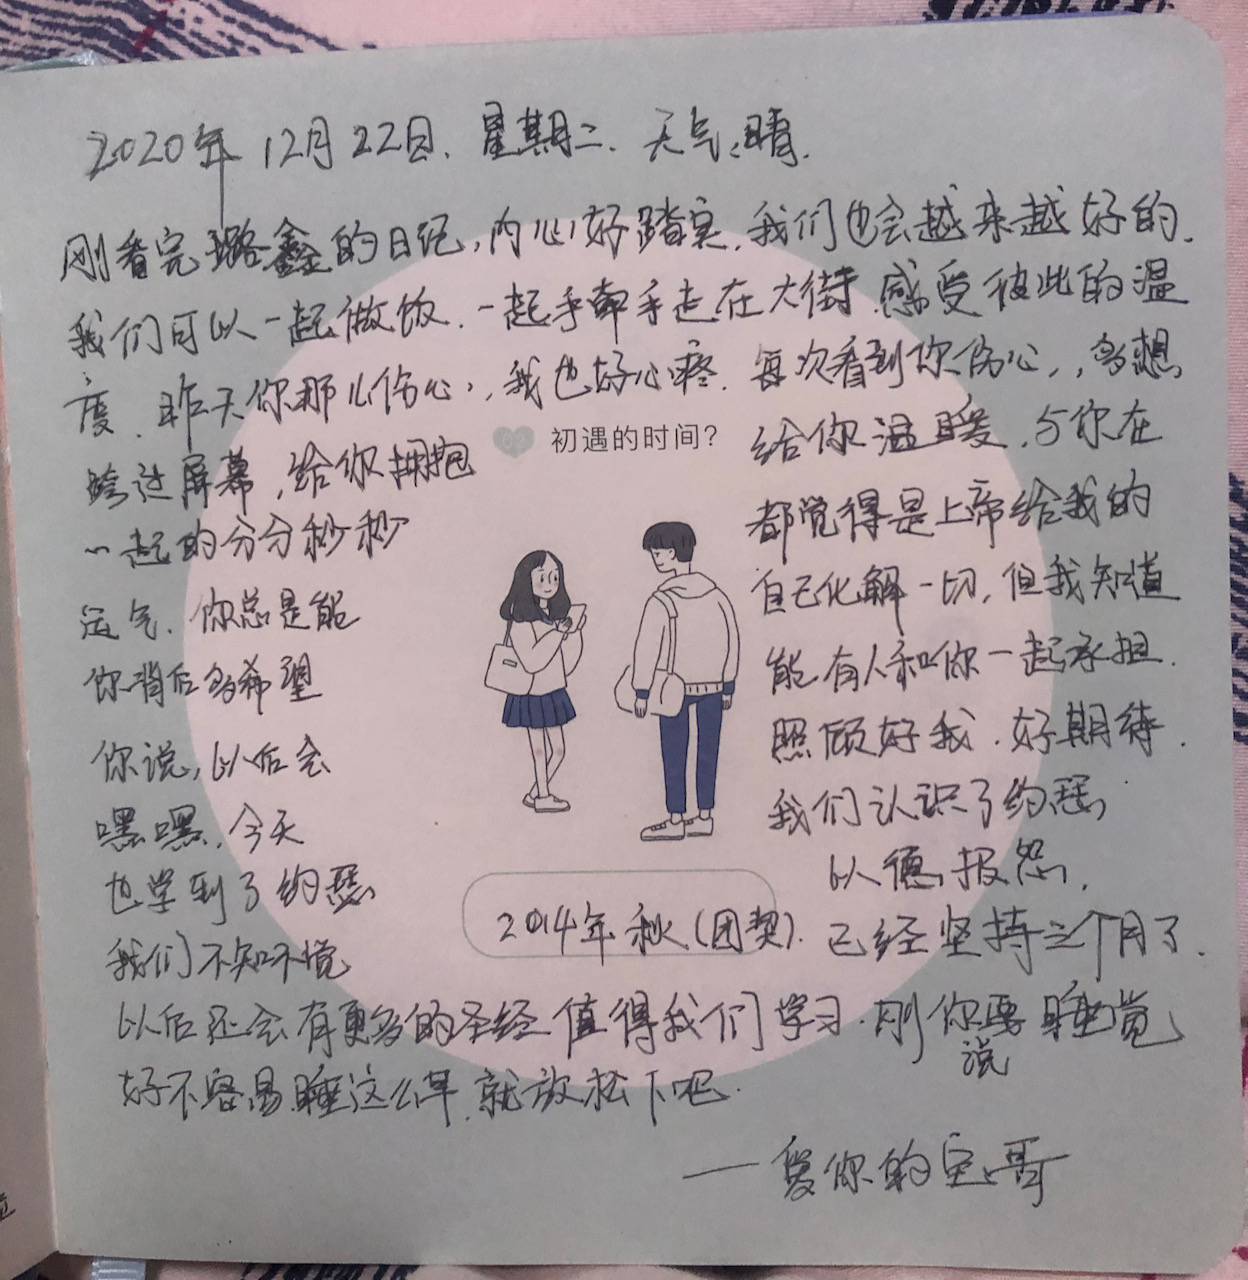 2020年12月22日、星期二、天气:晴.
刚看完璐鑫的日记,内心好踏实.我们也会越来越好的.
我们可以一起做饭.一起手牵手走在大街.感受彼此的温
度.昨天你那么伤心,我也好心疼.每次看到你伤心,,多想
跨过屏幕,给你拥抱 给你温暖.与你在
02 初遇的时间?
一起的分分秒秒 都觉得是上帝给我的
运气.你总是能 自己化解一切,但我知道
你背后多希望 能有人和你一起承担.
你说,以后会 照顾好我.好期待.
嘿嘿,今天 我们认识了约瑟,
也学到了约瑟 以德报怨,
2014年秋(团契).
我们不知不觉 已经坚持三个月了.
以后还会有更多的圣经值得我们学习.刚你要睡觉
说
好不容易睡这么早.就放松下吧.
——爱你的宝哥